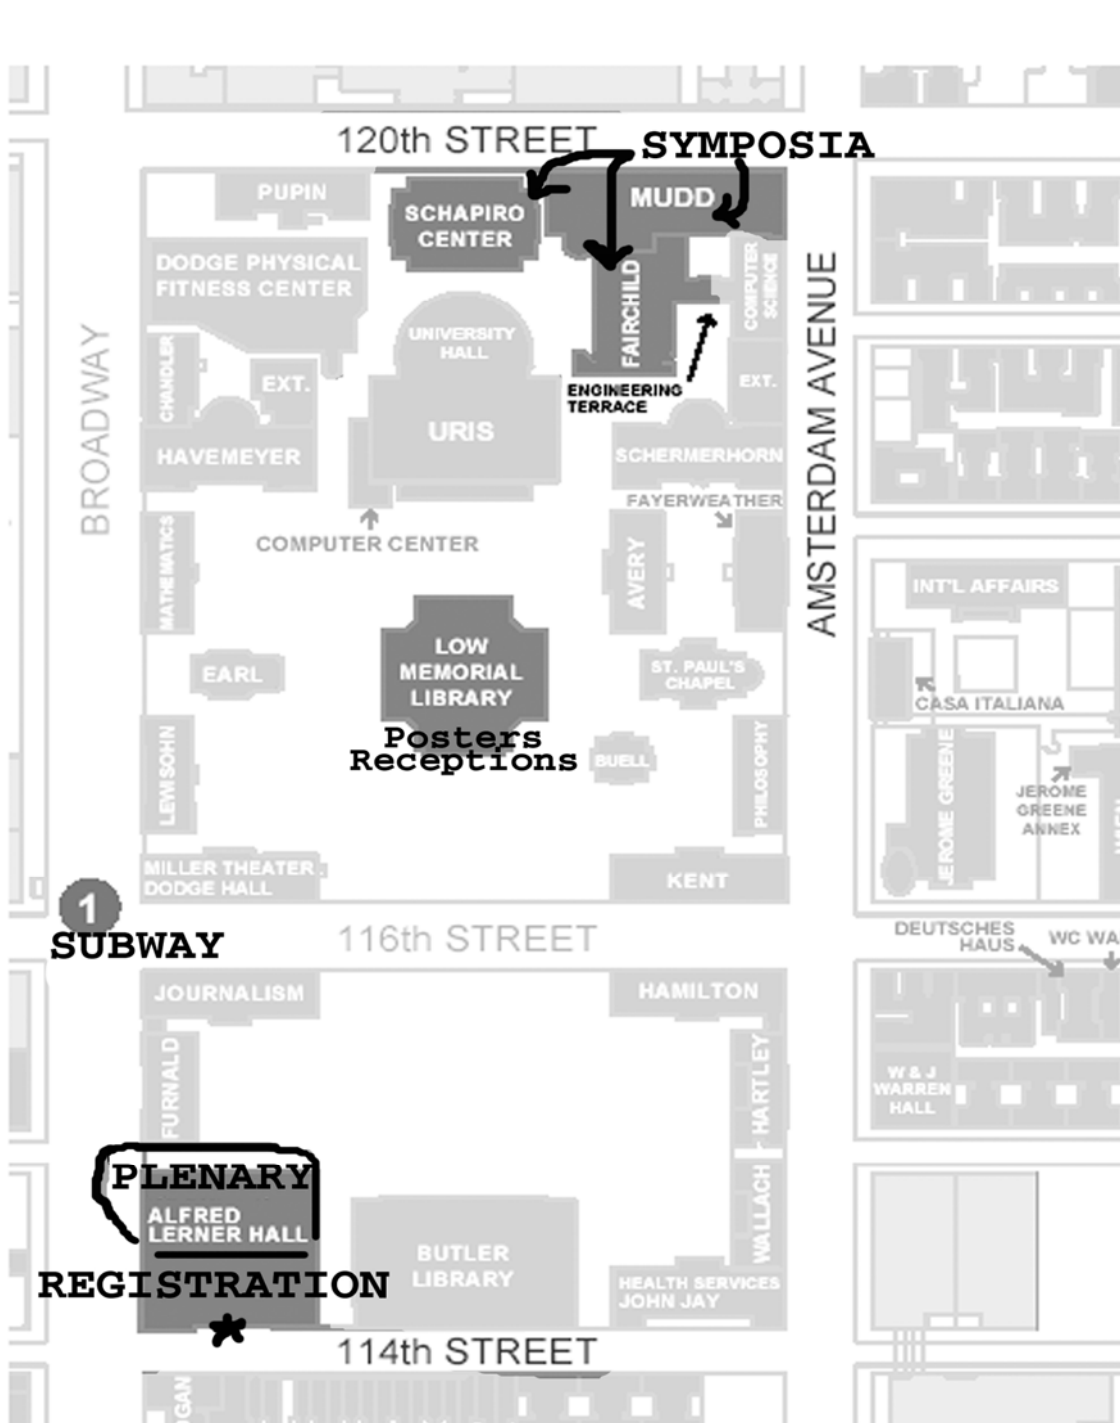 120th STREET
SYMPOSIA
PUPIN
SCHAPIRO
CENTER
MUDD
DODGE PHYSICAL
FITNESS CENTER
FAIRCHILD
COMPUTER
SCIENCE
UNIVERSITY
HALL
CHANDLER
EXT.
ENGINEERING
TERRACE
EXT.
BROADWAY
AMSTERDAM AVENUE
HAVEMEYER
URIS
SCHERMERHORN
FAYERWEATHER
COMPUTER CENTER
MATHEMATICS
AVERY
INT'L AFFAIRS
EARL
LOW
MEMORIAL
LIBRARY
ST. PAUL'S
CHAPEL
CASA ITALIANA
Posters
Receptions
BUELL
LEWISOHN
PHILOSOPHY
JEROME GREENE
JEROME
GREENE
ANNEX
MILLER THEATER
DODGE HALL
KENT
1
SUBWAY
116th STREET
DEUTSCHES
HAUS
WC WA
JOURNALISM
HAMILTON
FURNALD
HARTLEY
W & J
WARREN
HALL
PLENARY
ALFRED
LERNER HALL
WALLACH
REGISTRATION
BUTLER
LIBRARY
HEALTH SERVICES
JOHN JAY
114th STREET